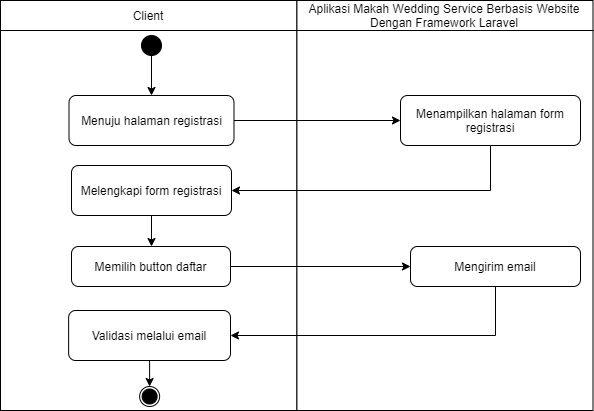 Client
Aplikasi Makah Wedding Service Berbasis Website
Dengan Framework Laravel
Menuju halaman registrasi
Menampilkan halaman form
registrasi
Melengkapi form registrasi
Memilih button daftar
Mengirim email
Validasi melalui email